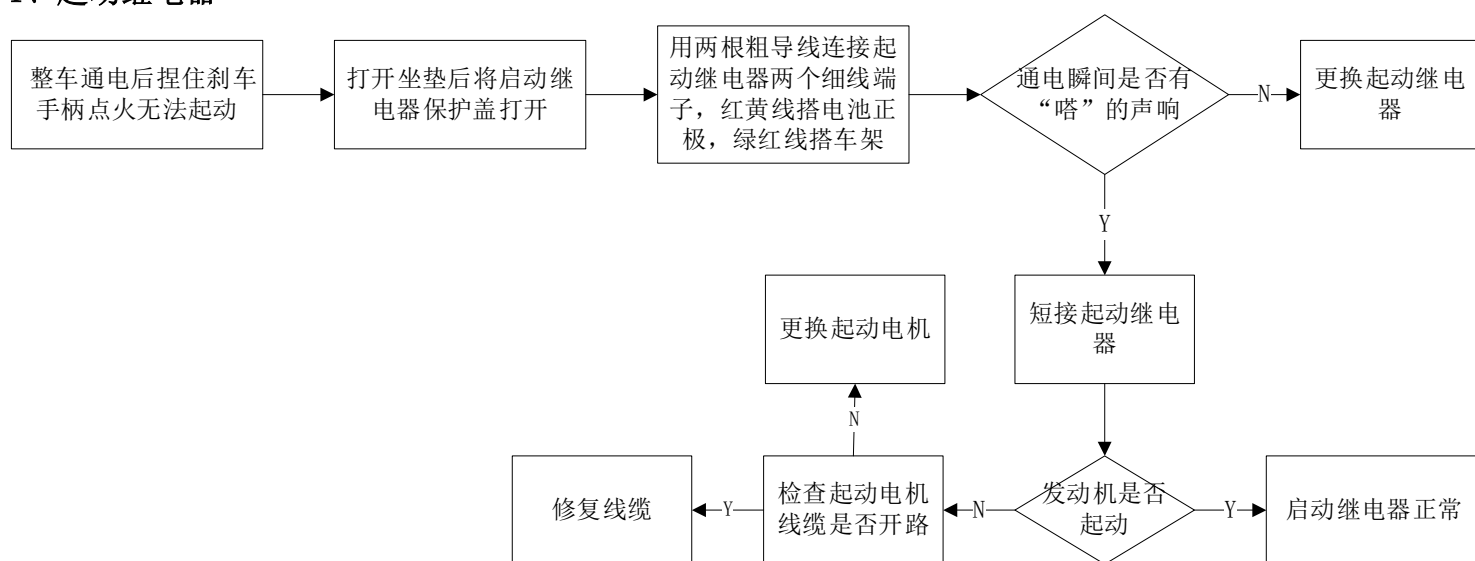 整车通电后捏住刹车
手柄点火无法起动
打开坐垫后将启动继
电器保护盖打开
用两根粗导线连接起
动继电器两个细线端
子，红黄线搭电池正
极，绿红线搭车架
通电瞬间是否有
“嗒”的声响
N
更换起动继电
器
Y
短接起动继电
器
更换起动电机
N
发动机是否
起动
Y
启动继电器正常
N
检查起动电机
线缆是否开路
Y
修复线缆